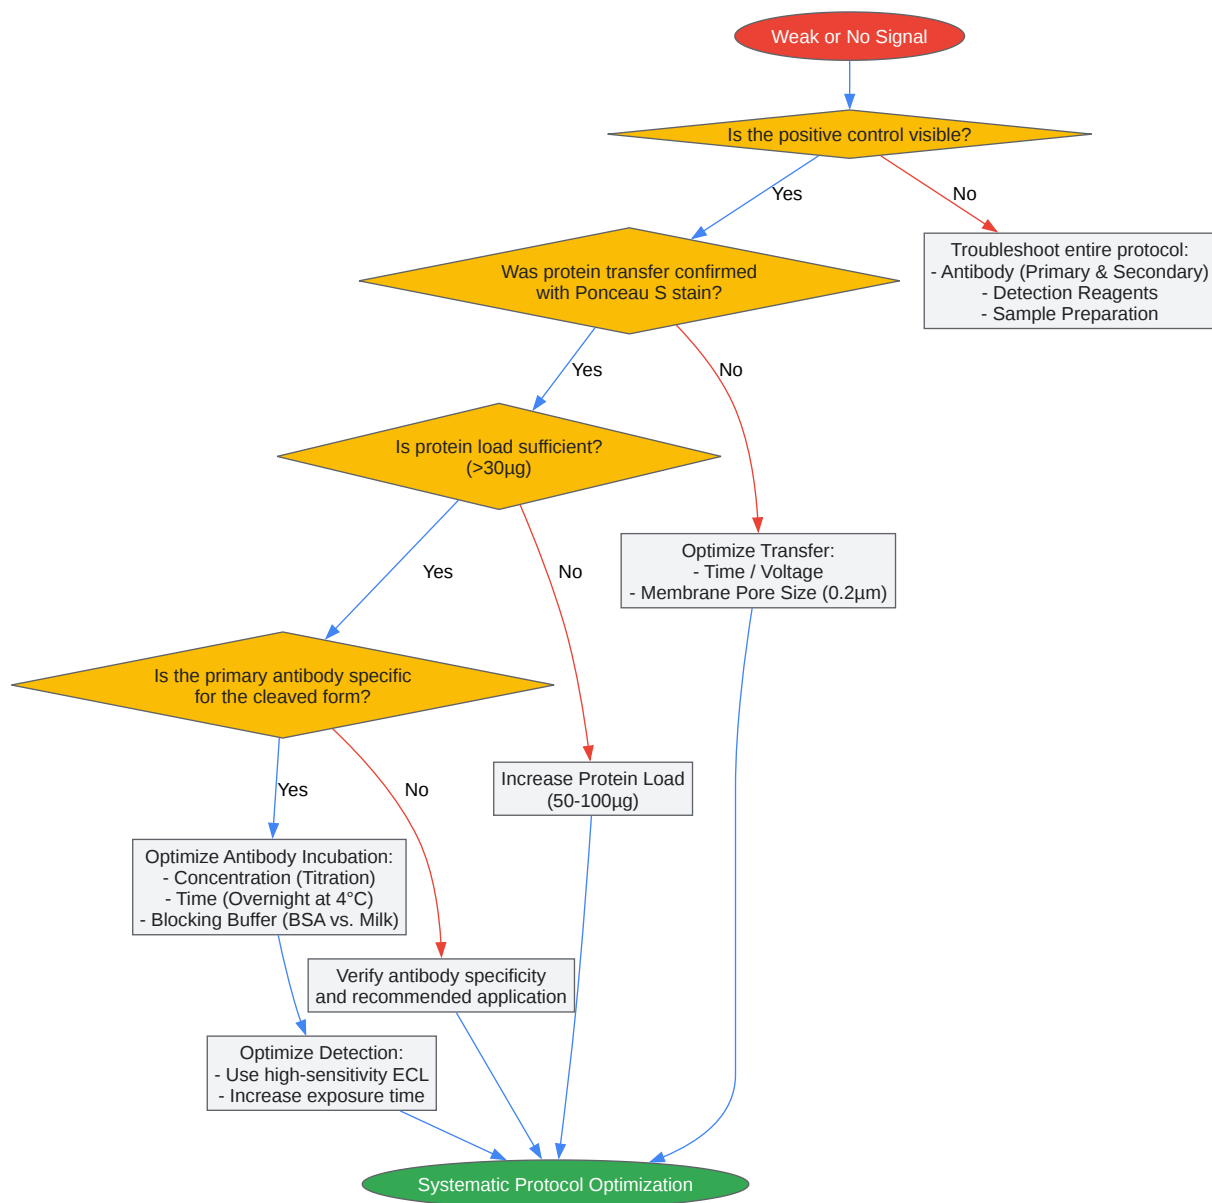 Weak or No Signal
Is the positive control visible?
Yes
No
Troubleshoot entire protocol:
- Antibody (Primary & Secondary)
- Detection Reagents
- Sample Preparation
Was protein transfer confirmed
with Ponceau S stain?
Yes
No
Is protein load sufficient?
(>30µg)
Yes
No
Optimize Transfer:
- Time / Voltage
- Membrane Pore Size (0.2µm)
Is the primary antibody specific
for the cleaved form?
Yes
No
Increase Protein Load
(50-100µg)
Optimize Antibody Incubation:
- Concentration (Titration)
- Time (Overnight at 4°C)
- Blocking Buffer (BSA vs. Milk)
Verify antibody specificity
and recommended application
Optimize Detection:
- Use high-sensitivity ECL
- Increase exposure time
Systematic Protocol Optimization